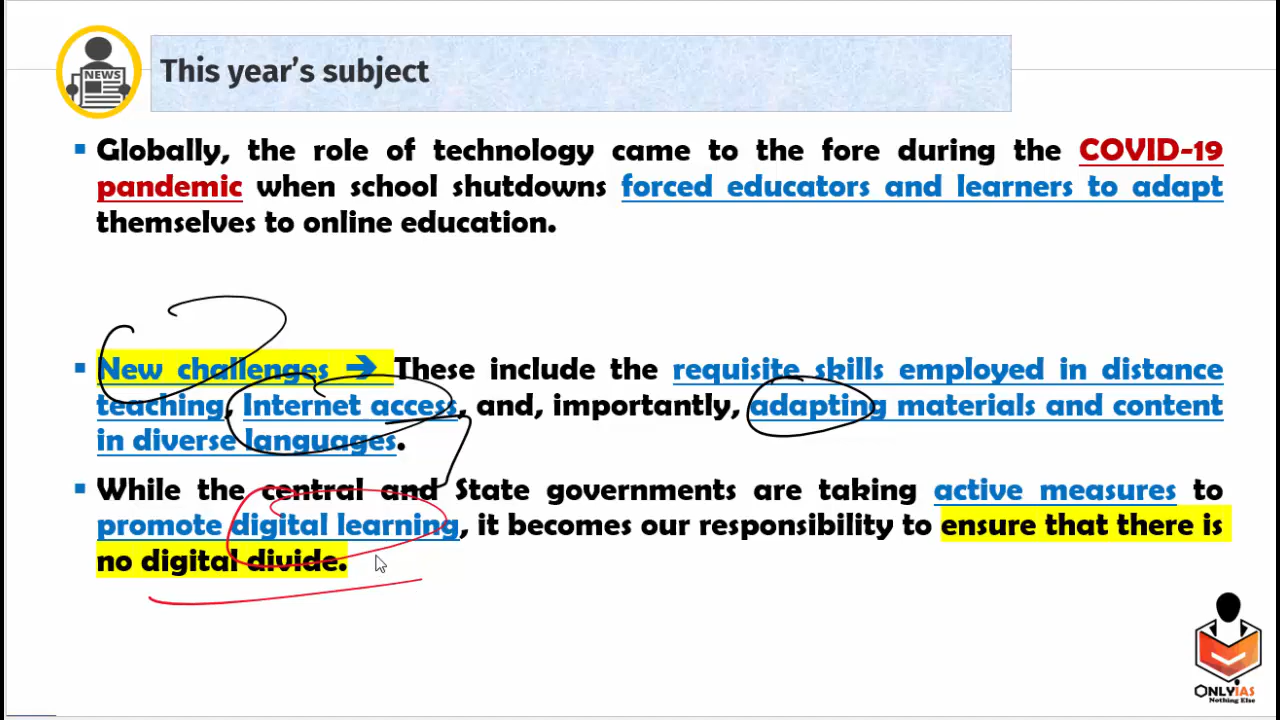 NEWS
This year's subject
▪ Globally, the role of technology came to the fore during the COVID-19
pandemic when school shutdowns forced educators and learners to adapt
themselves to online education.
▪ New challenges → These include the requisite skills employed in distance
teaching, Internet access, and, importantly, adapting materials and content
in diverse languages.
▪ While the central and State governments are taking active measures to
promote digital learning, it becomes our responsibility to ensure that there is
no digital divide.
ONLYIAS
Nothing Else